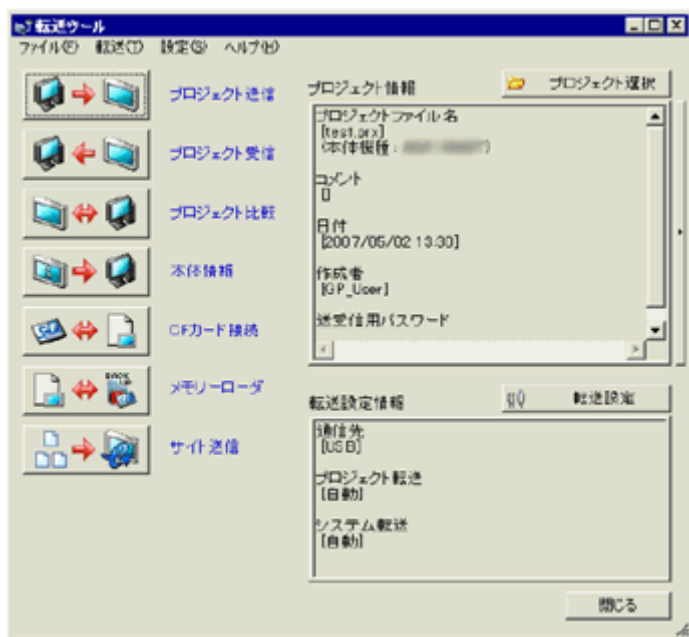 転送ツール
ファイル(F) 転送(T) 設定(S) ヘルプ(H)
プロジェクト送信
プロジェクト受信
プロジェクト比較
本体情報
CFカード接続
メモリーローダ
サイト送信
プロジェクト情報
プロジェクト選択
プロジェクトファイル名
[test.prx]
(本体機種：
コメント
[]
日付
[2007/05/02 13:30]
作成者
[GP_User]
送受信用パスワード
転送設定情報
転送設定
通信先
[USB]
プロジェクト転送
[自動]
システム転送
[自動]
閉じる